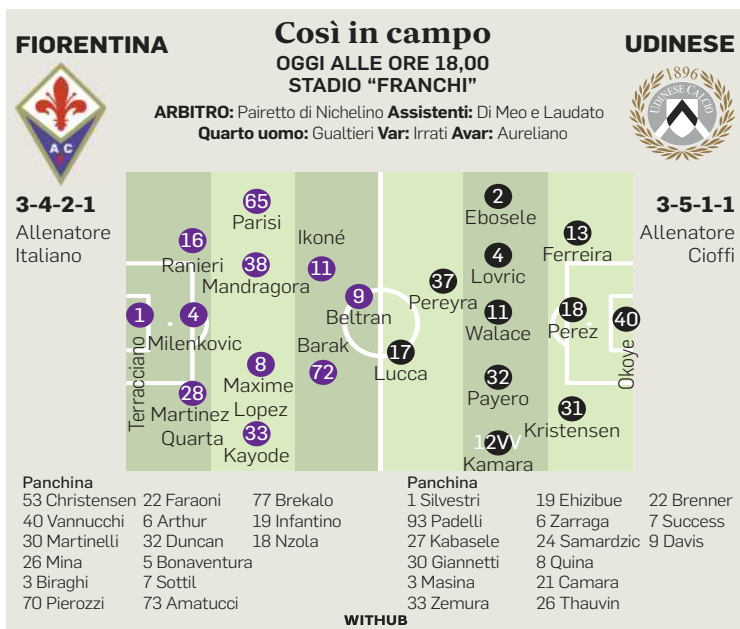 Così in campo
OGGI ALLE ORE 18,00
STADIO “FRANCHI”
ARBITRO: Pairetto di Nichelino Assistenti: Di Meo e Laudato
Quarto uomo: Gualtieri Var: Irrati Avar: Aureliano
FIORENTINA
AC
3-4-2-1
Allenatore
Italiano
UDINESE
1896
UDINESE CALCIO
3-5-1-1
Allenatore
Cioffi
1
Terracciano
16
Ranieri
4
Milenkovic
28
Martinez
Quarta
65
Parisi
38
Mandragora
8
Maxime
Lopez
33
Kayode
Ikoné
11
Barak
72
9
Beltran
17
Lucca
37
Pereyra
2
Ebosele
4
Lovric
11
Walace
32
Payero
12VV
Kamara
13
Ferreira
18
Perez
31
Kristensen
40
Okoye
Panchina
53 Christensen
40 Vannucchi
30 Martinelli
26 Mina
3 Biraghi
70 Pierozzi
22 Faraoni
6 Arthur
32 Duncan
5 Bonaventura
7 Sottil
73 Amatucci
77 Brekalo
19 Infantino
18 Nzola
Panchina
1 Silvestri
93 Padelli
27 Kabasele
30 Giannetti
3 Masina
33 Zemura
19 Ehizibue
6 Zarraga
24 Samardzic
8 Quina
21 Camara
26 Thauvin
22 Brenner
7 Success
9 Davis
WITHUB